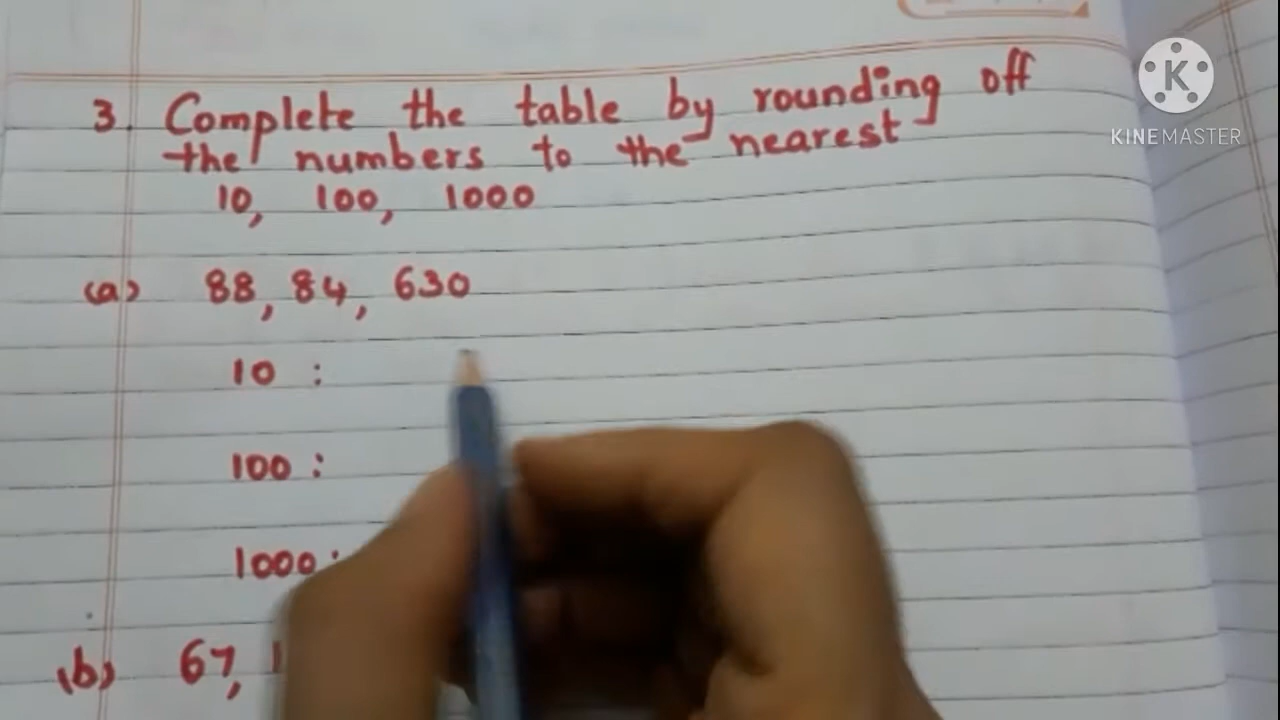 3. Complete the table by rounding off
the numbers to the nearest
10, 100, 1000
(a) 88, 84, 630
10 :
100 :
1000 :
(b) 67,
K
KINEMASTER